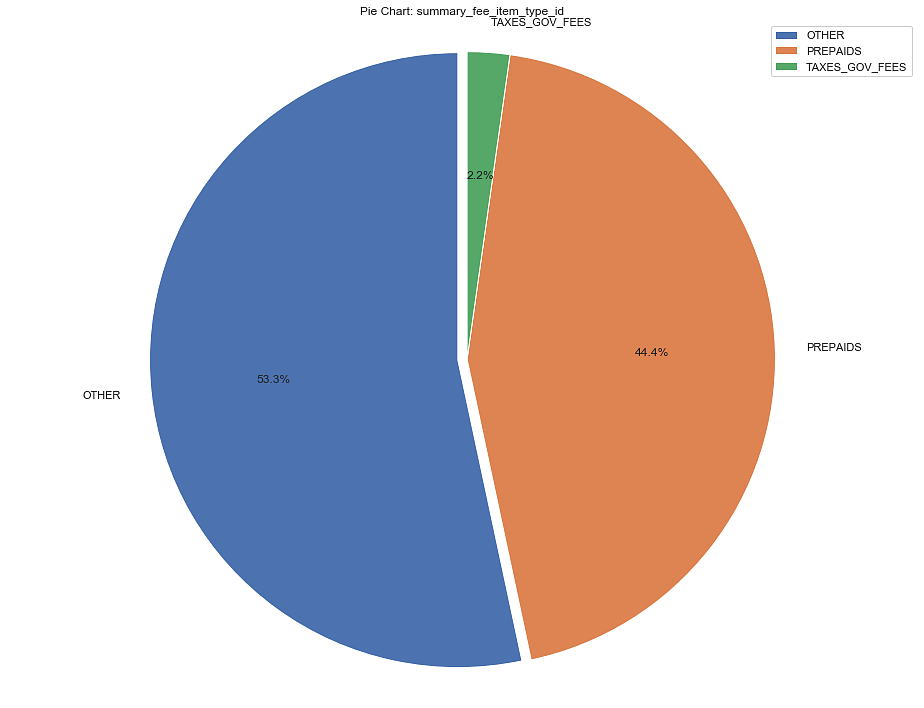 Pie Chart: summary_fee_item_type_id
TAXES_GOV_FEES
OTHER
PREPAIDS
TAXES_GOV_FEES
2.2%
PREPAIDS
44.4%
53.3%
OTHER